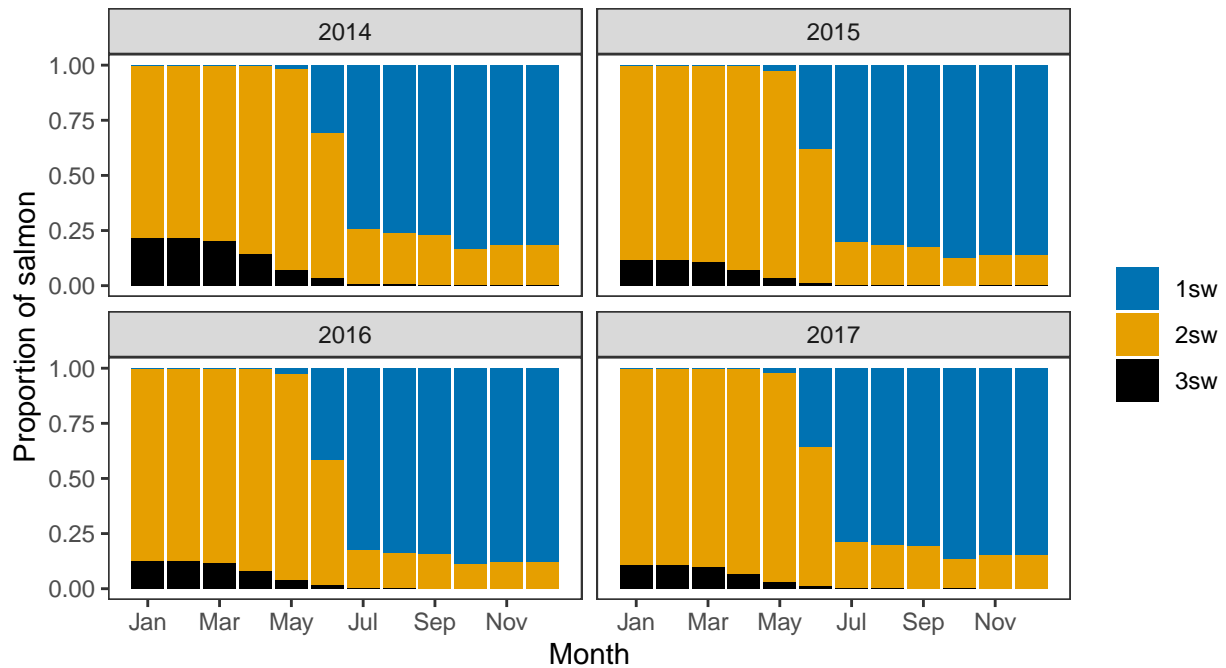 2014
2015
1.00
0.75
0.50
0.25
0.00
2016
2017
1.00
0.75
0.50
0.25
0.00
Jan Mar May Jul Sep Nov
Jan Mar May Jul Sep Nov
Month
Proportion of salmon
1sw
2sw
3sw